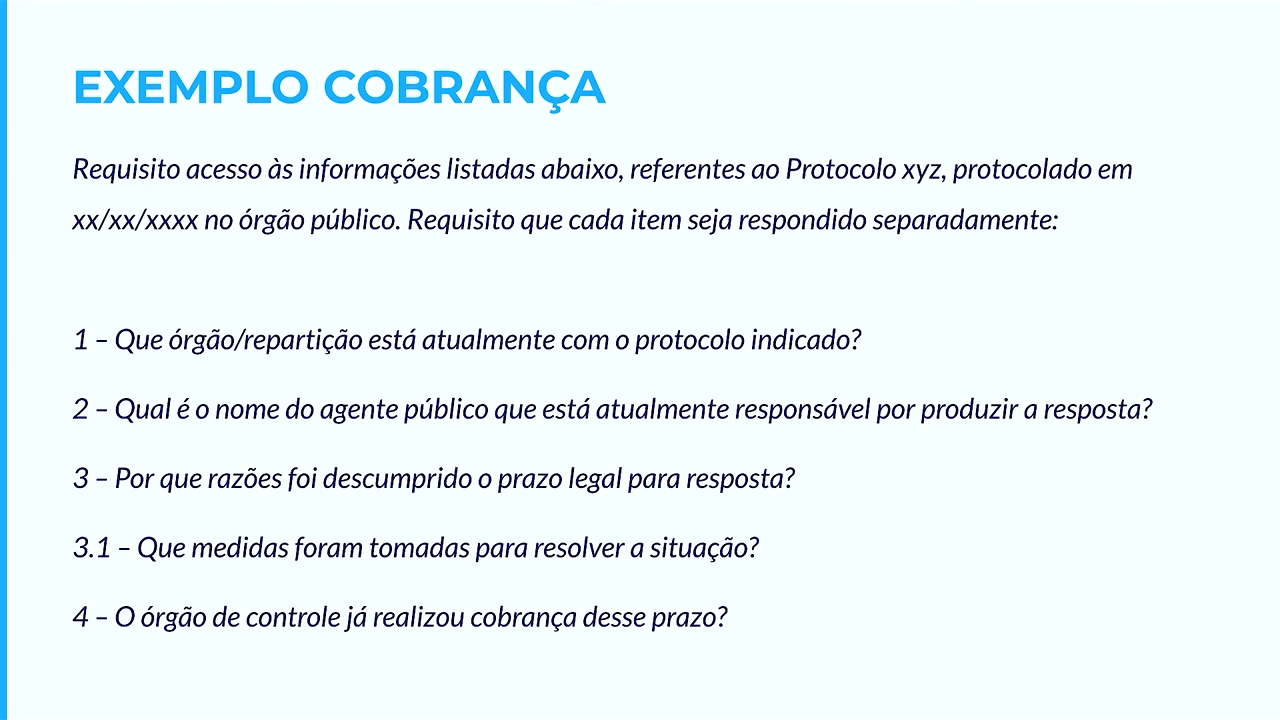 EXEMPLO COBRANÇA
Requisito acesso às informações listadas abaixo, referentes ao Protocolo xyz, protocolado em
xx/xx/xxxx no órgão público. Requisito que cada item seja respondido separadamente:
1 – Que órgão/repartição está atualmente com o protocolo indicado?
2 – Qual é o nome do agente público que está atualmente responsável por produzir a resposta?
3 – Por que razões foi descumprido o prazo legal para resposta?
3.1 – Que medidas foram tomadas para resolver a situação?
4 – O órgão de controle já realizou cobrança desse prazo?